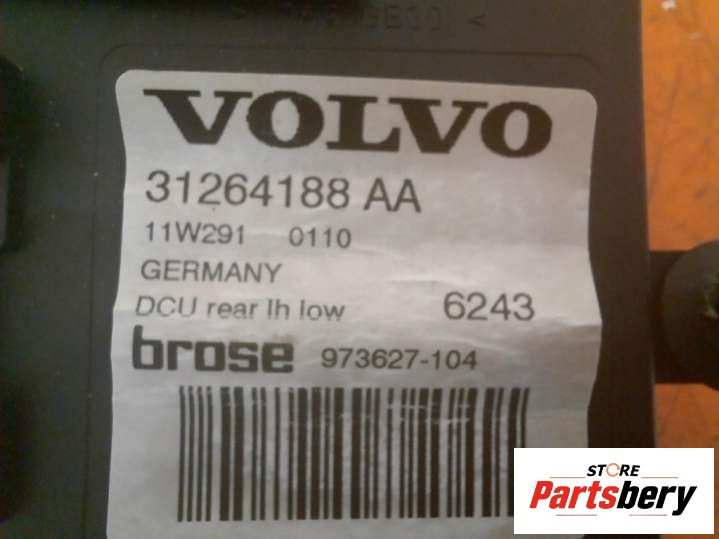 VOLVO
31264188 AA
11W291 0110
GERMANY
DCU rear lh low 6243
brose 973627-104
STORE
Partsbery